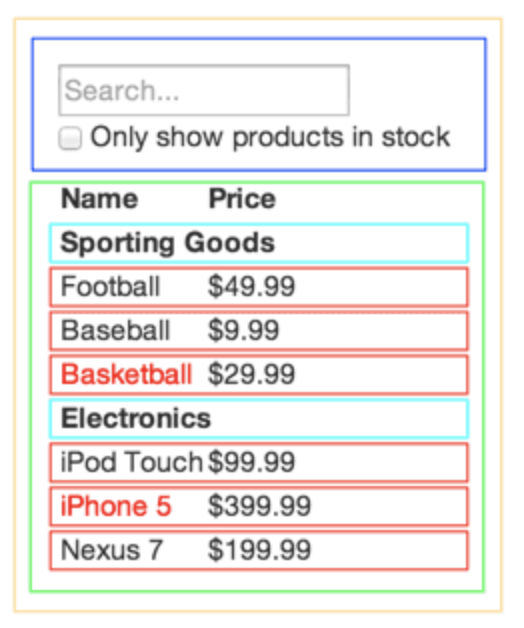 Search...
Only show products in stock
Name Price
Sporting Goods
Football $49.99
Baseball $9.99
Basketball $29.99
Electronics
iPod Touch $99.99
iPhone 5 $399.99
Nexus 7 $199.99